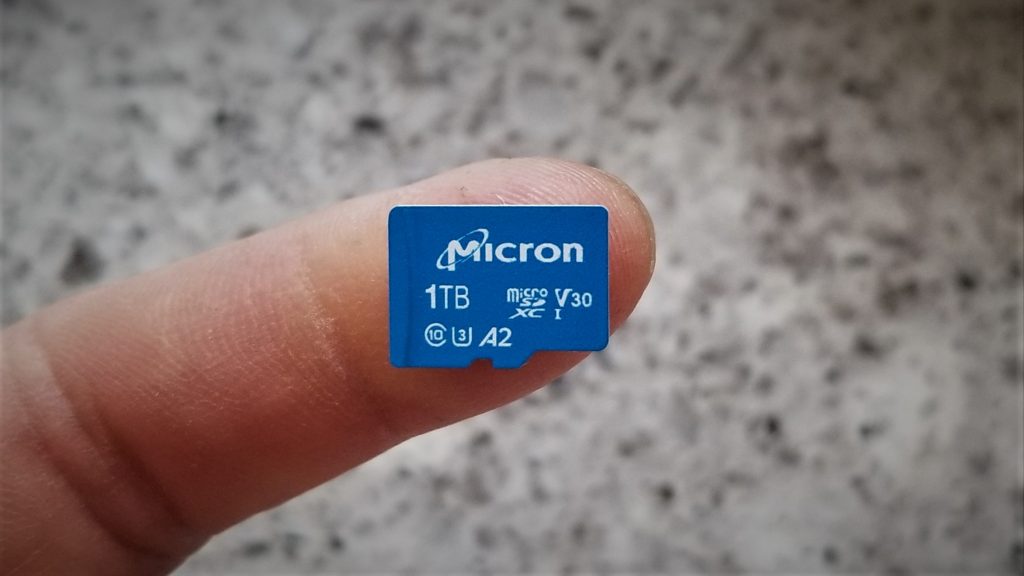 Micron
1TB micro SD XC I V30
10 U3 A2